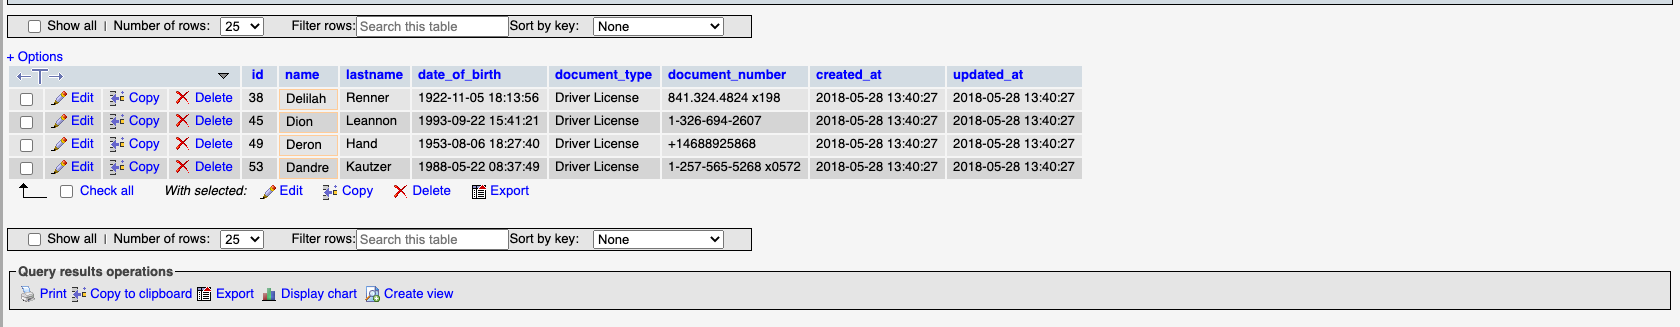 Show all | Number of rows: 25 Filter rows: Search this table Sort by key: None
+ Options
←T→ id name lastname date_of_birth document_type document_number created_at updated_at
Edit Copy Delete 38 Delilah Renner 1922-11-05 18:13:56 Driver License 841.324.4824 x198 2018-05-28 13:40:27 2018-05-28 13:40:27
Edit Copy Delete 45 Dion Leannon 1993-09-22 15:41:21 Driver License 1-326-694-2607 2018-05-28 13:40:27 2018-05-28 13:40:27
Edit Copy Delete 49 Deron Hand 1953-08-06 18:27:40 Driver License +14688925868 2018-05-28 13:40:27 2018-05-28 13:40:27
Edit Copy Delete 53 Dandre Kautzer 1988-05-22 08:37:49 Driver License 1-257-565-5268 x0572 2018-05-28 13:40:27 2018-05-28 13:40:27
Check all With selected: Edit Copy Delete Export
Show all | Number of rows: 25 Filter rows: Search this table Sort by key: None
Query results operations
Print Copy to clipboard Export Display chart Create view